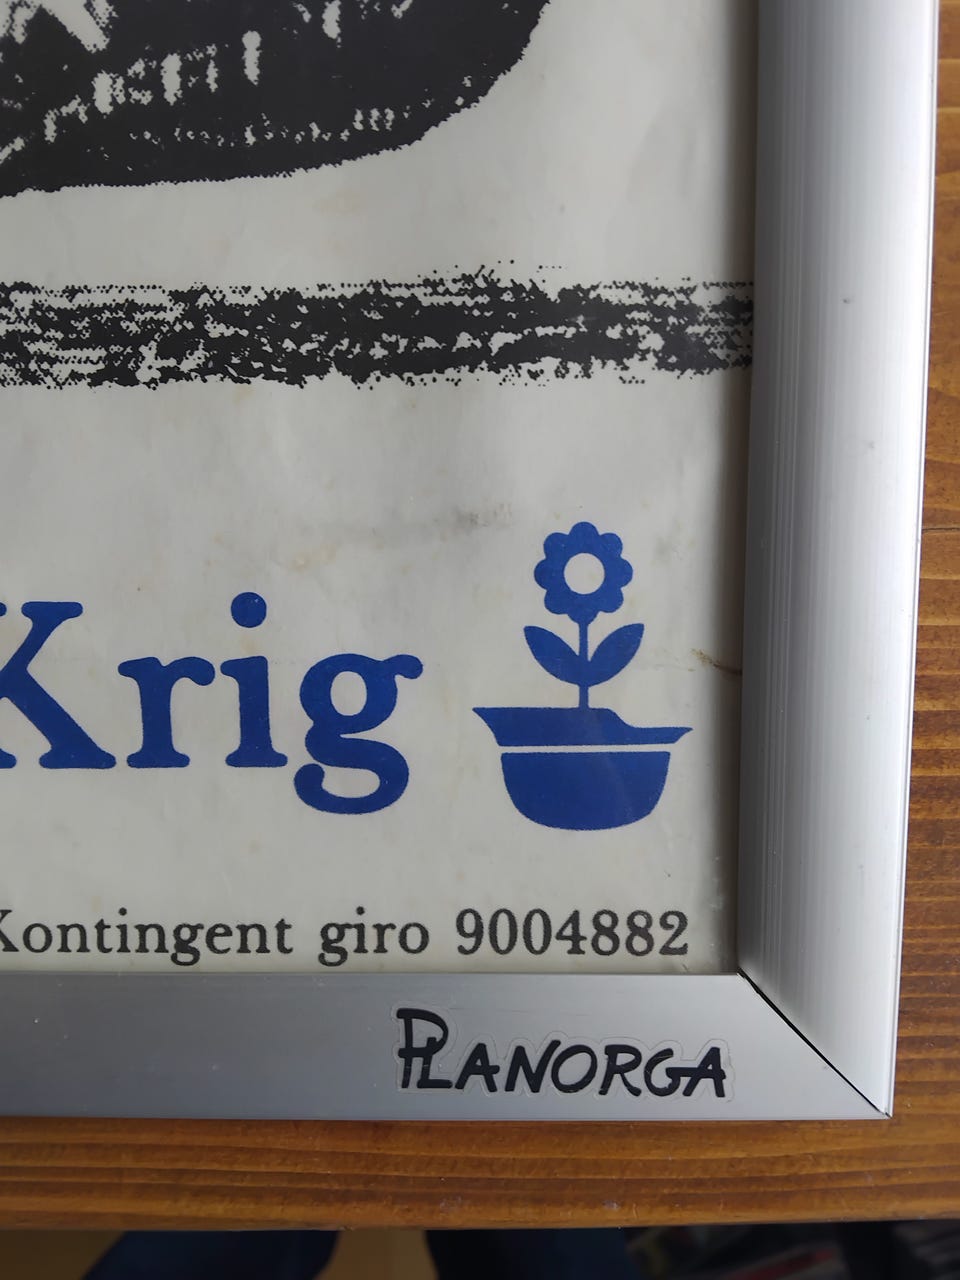 Krig
Kontingent giro 9004882
PLANORGA